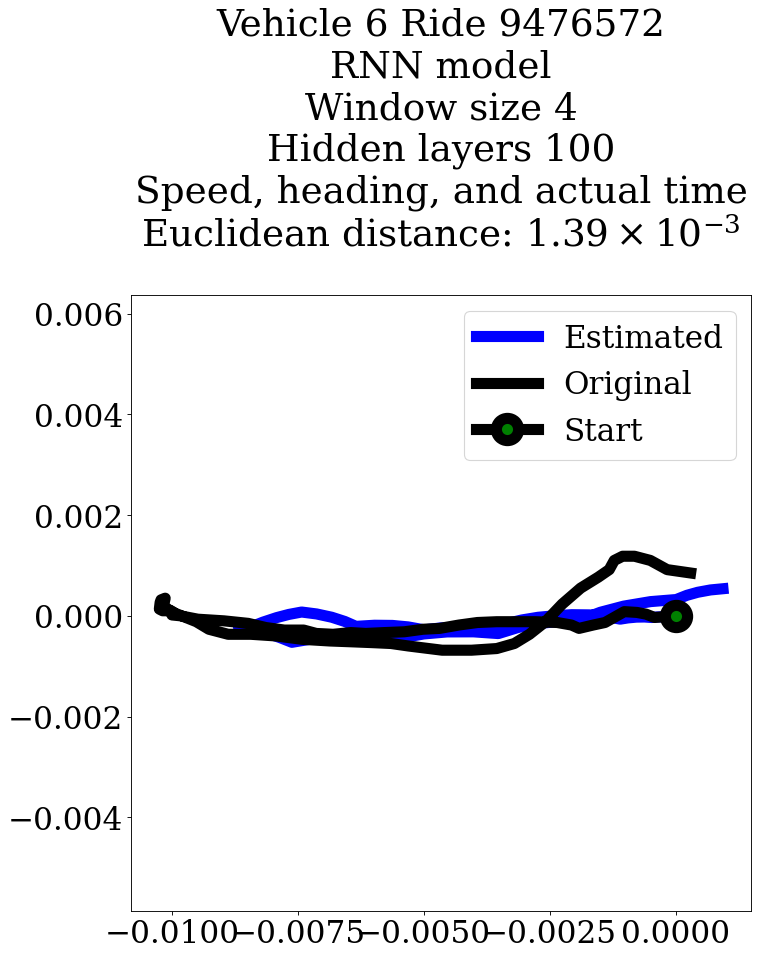 Vehicle 6 Ride 9476572
RNN model
Window size 4
Hidden layers 100
Speed, heading, and actual time
Euclidean distance: 1.39 × 10⁻³
0.006
0.004
0.002
0.000
−0.002
−0.004
Estimated
Original
Start
−0.0100 −0.0075 −0.0050 −0.0025 0.0000